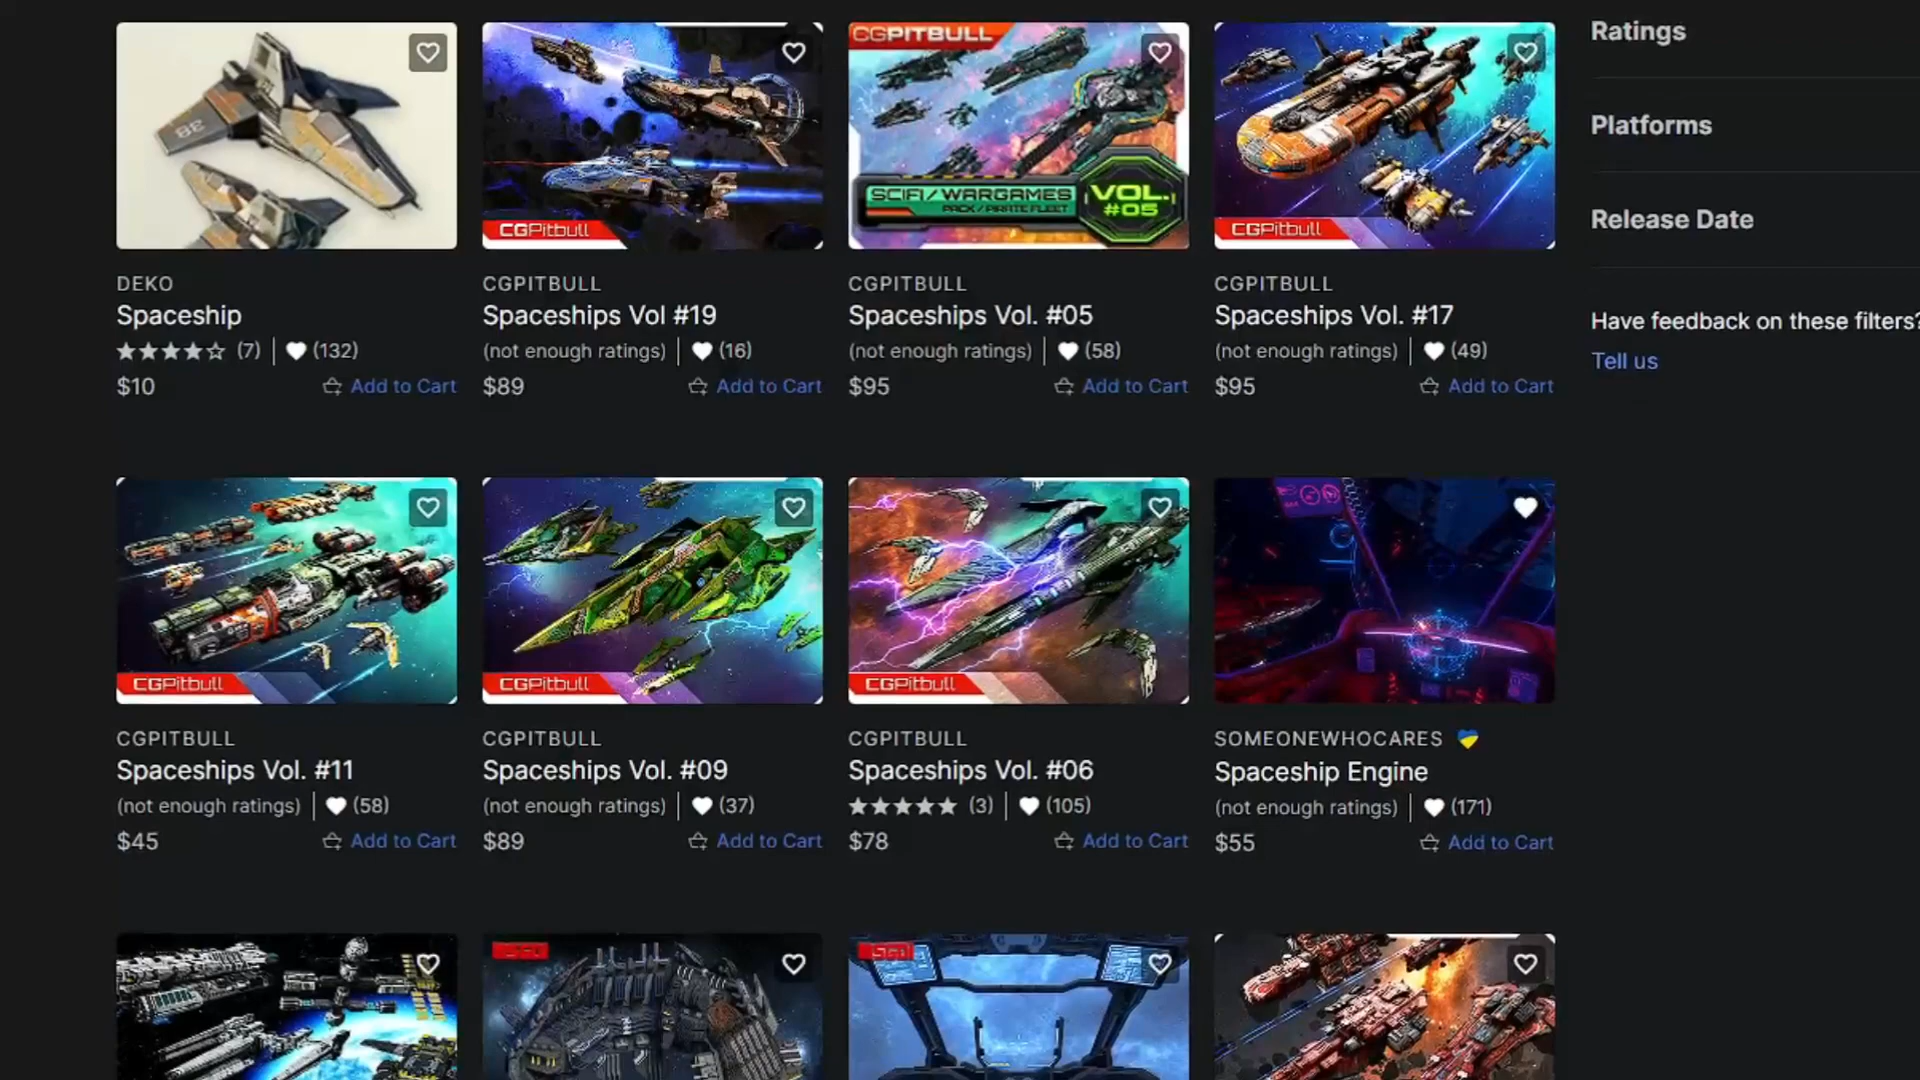 38
CGPitbull
CGPITBULL
SCIFI/WARGAMES
PACK/PIRATE FLEET
VOL.
#05
CGPitbull
DEKO
Spaceship
(7) (132)
$10 Add to Cart
CGPITBULL
Spaceships Vol #19
(not enough ratings) (16)
$89 Add to Cart
CGPITBULL
Spaceships Vol. #05
(not enough ratings) (58)
$95 Add to Cart
CGPITBULL
Spaceships Vol. #17
(not enough ratings) (49)
$95 Add to Cart
CGPitbull
CGPitbull
CGPitbull
CGPITBULL
Spaceships Vol. #11
(not enough ratings) (58)
$45 Add to Cart
CGPITBULL
Spaceships Vol. #09
(not enough ratings) (37)
$89 Add to Cart
CGPITBULL
Spaceships Vol. #06
(3) (105)
$78 Add to Cart
SOMEONEWHOCARES
Spaceship Engine
(not enough ratings) (171)
$55 Add to Cart
Ratings
Platforms
Release Date
Have feedback on these filters?
Tell us